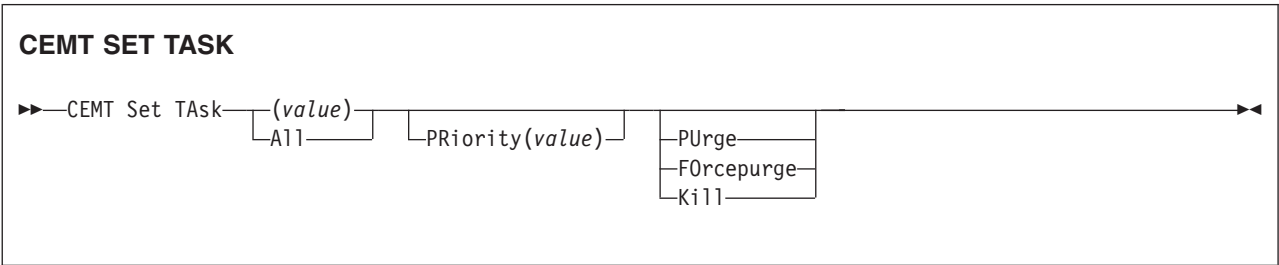 CEMT SET TASK
CEMT Set TAsk (value)
All PRiority(value) PUrge
FOrcepurge
Kill